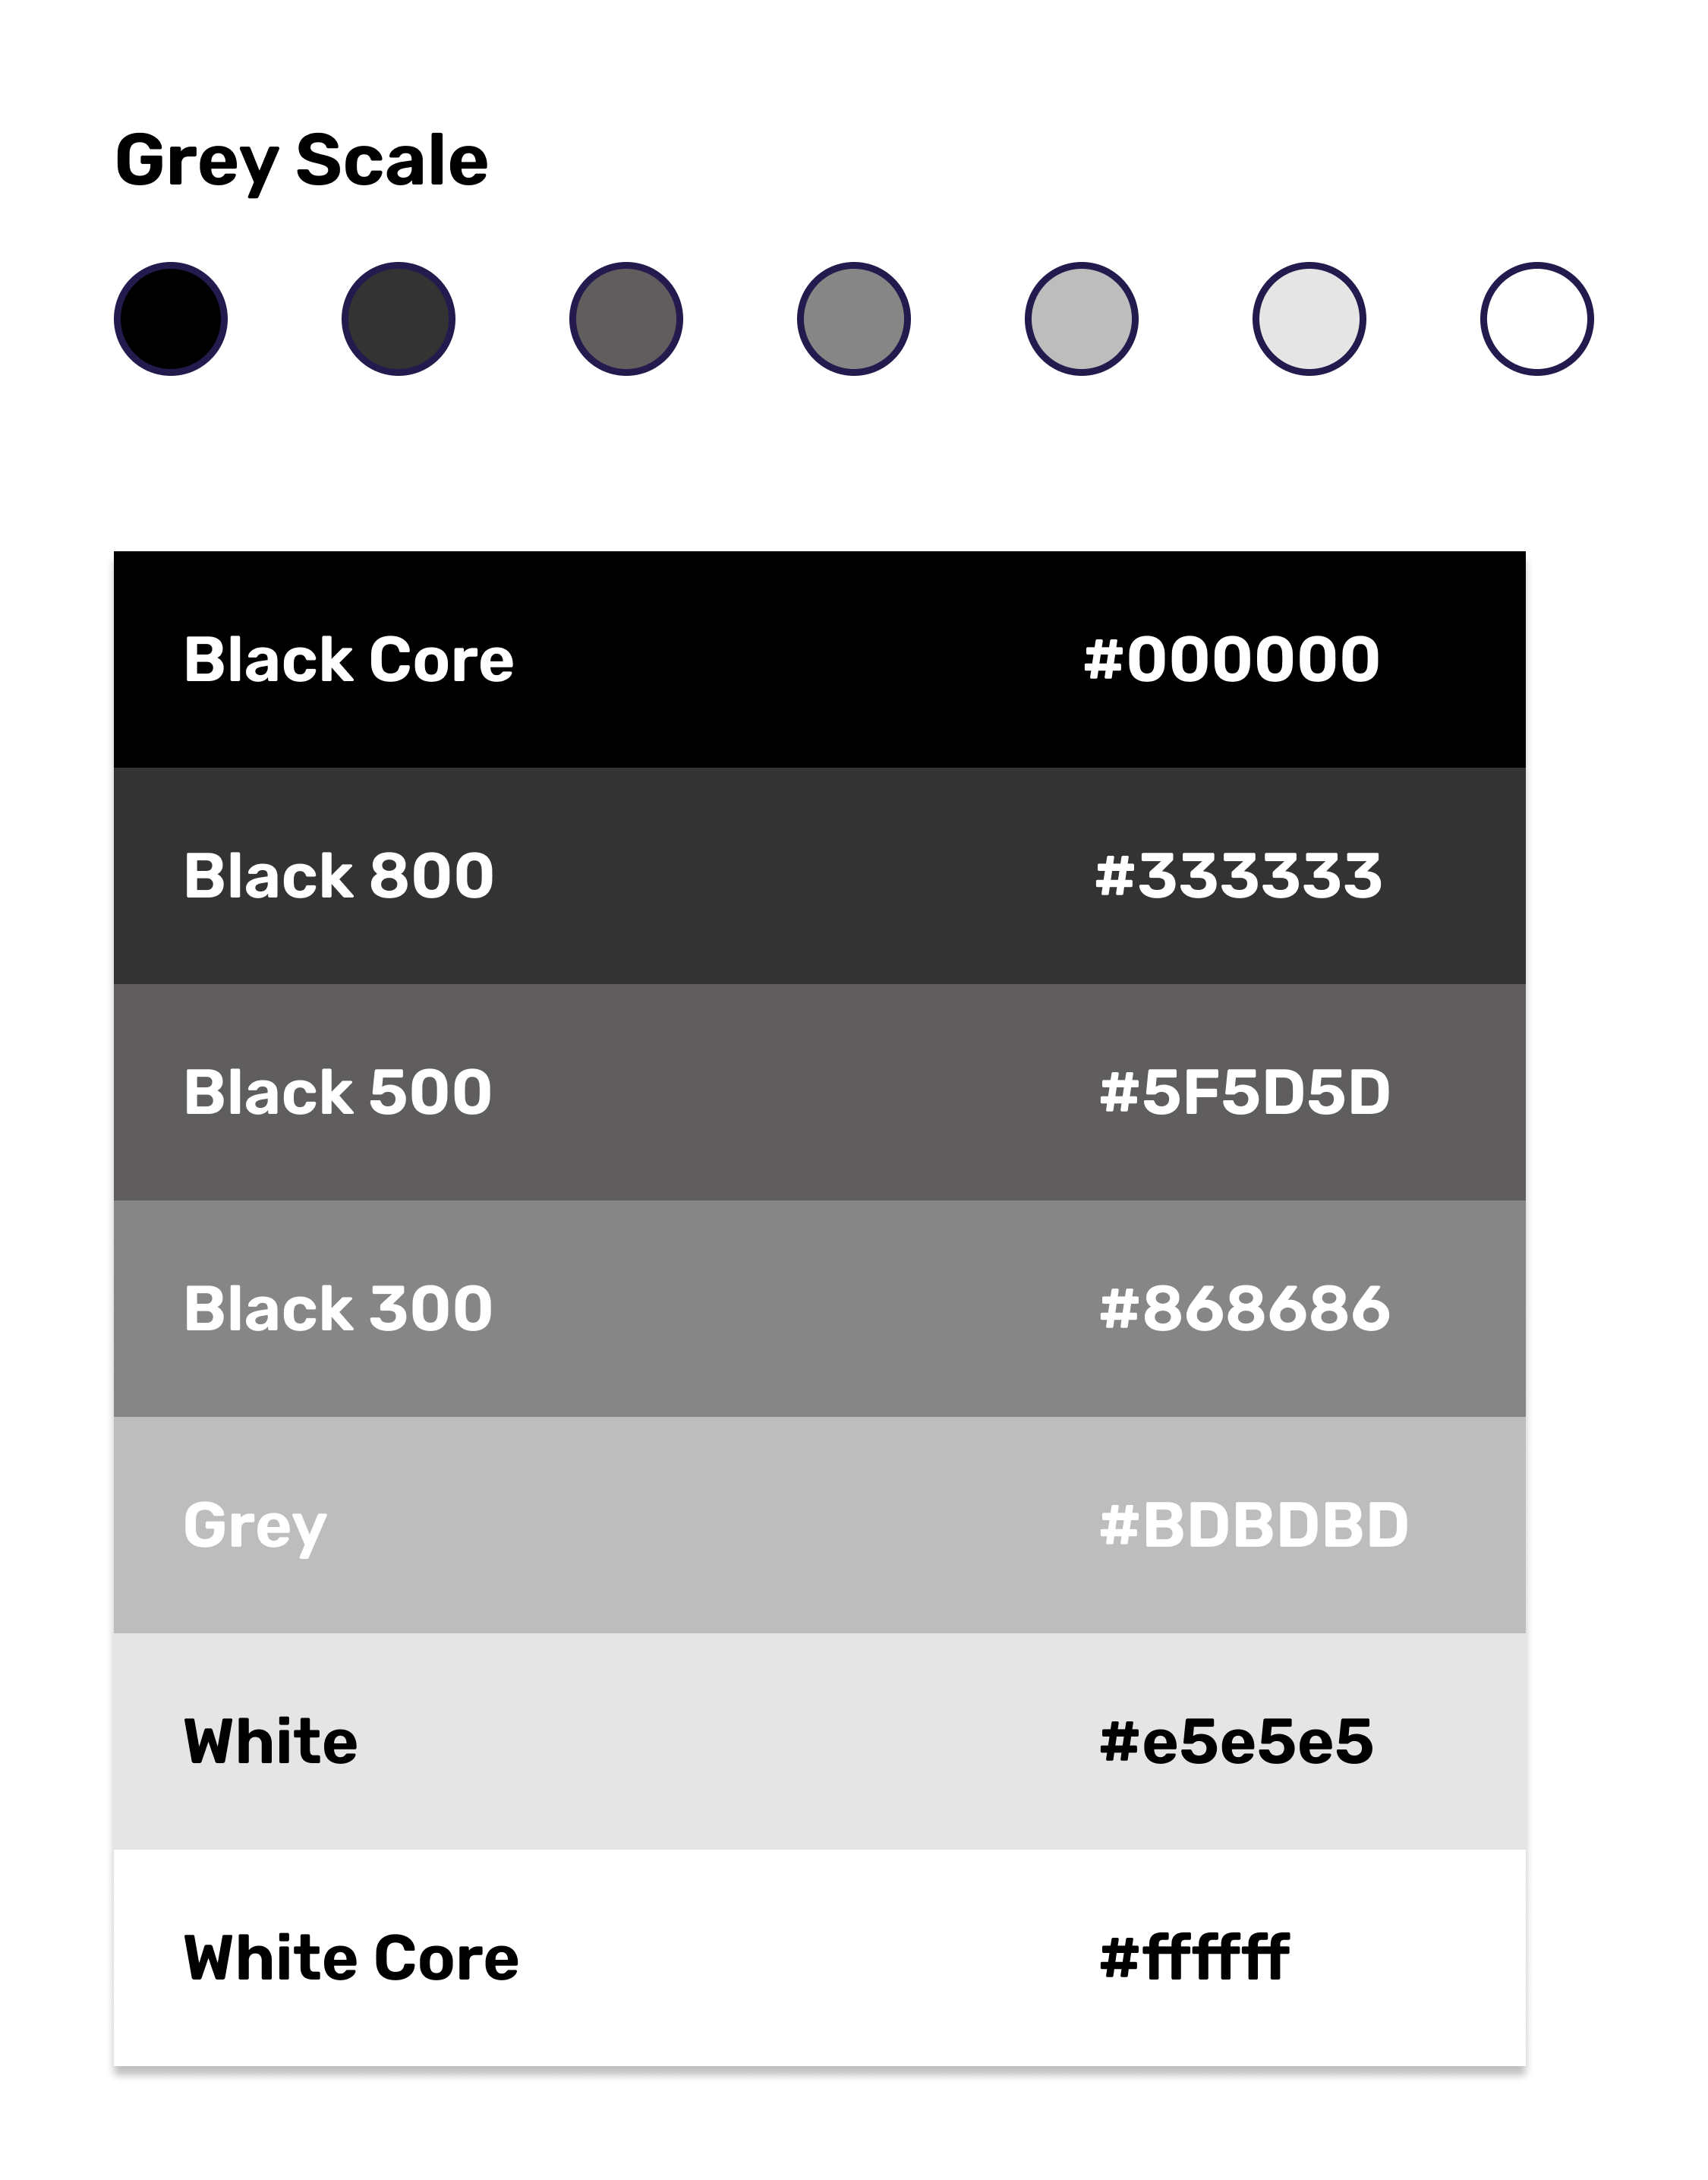 Grey Scale
Black Core #000000
Black 800 #333333
Black 500 #5F5D5D
Black 300 #868686
Grey #BDBDBD
White #e5e5e5
White Core #ffffff